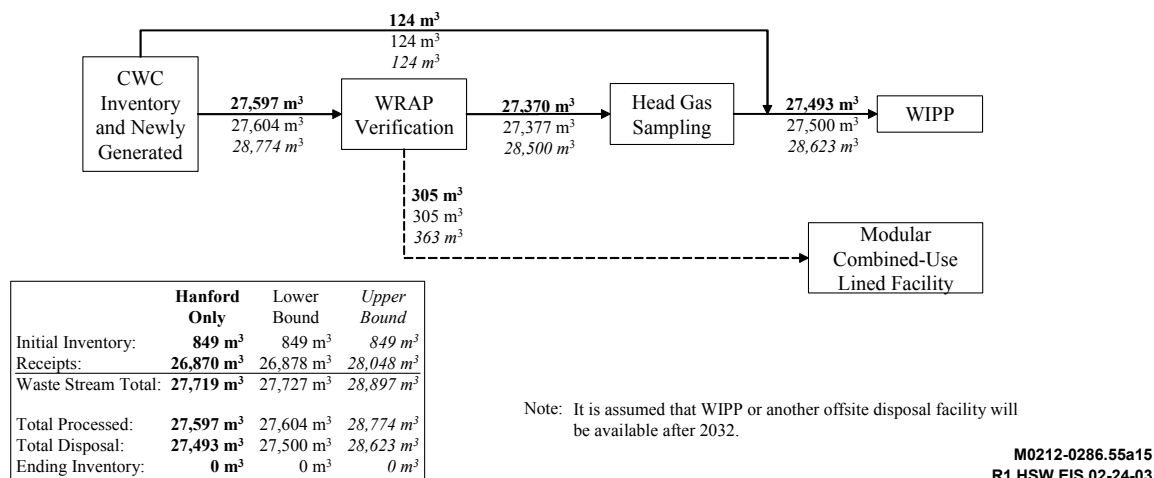 124 m³
124 m³
124 m³
CWC
Inventory
and Newly
Generated
27,597 m³
27,604 m³
28,774 m³
WRAP
Verification
27,370 m³
27,377 m³
28,500 m³
Head Gas
Sampling
27,493 m³
27,500 m³
28,623 m³
WIPP
305 m³
305 m³
363 m³
Modular
Combined-Use
Lined Facility
Hanford Lower Upper
Only Bound Bound
Initial Inventory: 849 m³ 849 m³ 849 m³
Receipts: 26,870 m³ 26,878 m³ 28,048 m³
Waste Stream Total: 27,719 m³ 27,727 m³ 28,897 m³
Total Processed: 27,597 m³ 27,604 m³ 28,774 m³
Total Disposal: 27,493 m³ 27,500 m³ 28,623 m³
Ending Inventory: 0 m³ 0 m³ 0 m³
Note: It is assumed that WIPP or another offsite disposal facility will
be available after 2032.
M0212-0286.55a15
R1 HSW EIS 02-24-03